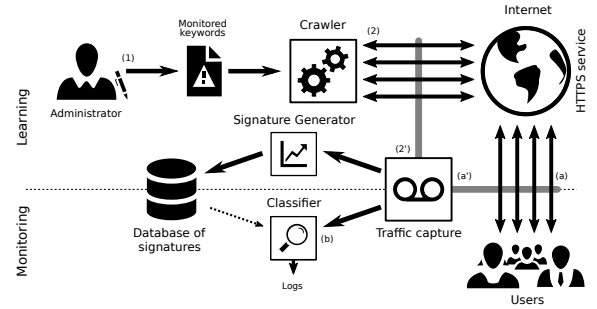 Internet
Monitored
keywords
Crawler
(2)
(1)
HTTPS service
Administrator
Learning
Signature Generator
(2')
(a')
(a)
Monitoring
Database of
signatures
Classifier
(b)
Traffic capture
Logs
Users